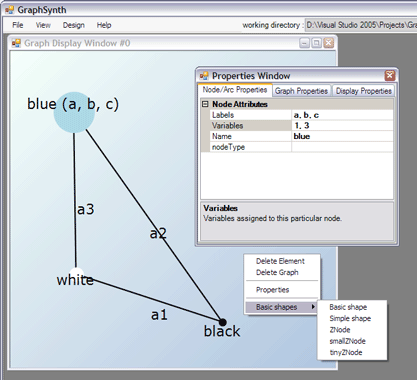 GraphSynth
File View Design Help working directory : D:\Visual Studio 2005\Projects\Gra
Graph Display Window #0
Properties Window
Node/Arc Properties Graph Properties Display Properties
Node Attributes
Labels a, b, c
Variables 1, 3
Name blue
nodeType
Variables
Variables assigned to this particular node.
blue (a, b, c)
a3
a2
white
a1
black
Delete Element
Delete Graph
Properties
Basic shapes
Basic shape
Simple shape
ZNode
smallZNode
tinyZNode